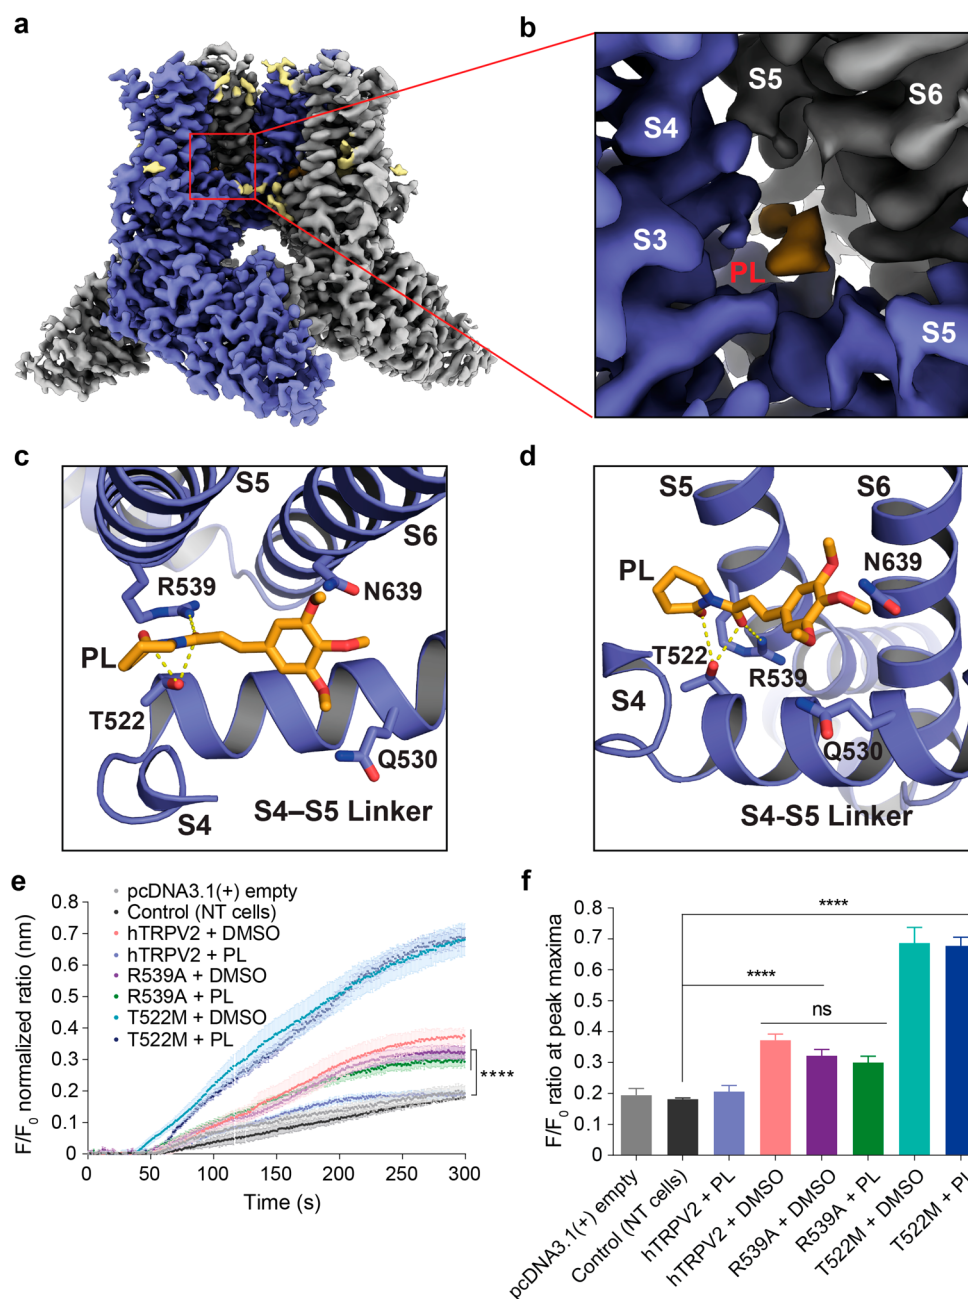 a
b
S5
S6
S4
S3
PL
S5
c
d
S5
S6
R539
N639
PL
T522
Q530
S4
S4–S5 Linker
S5
S6
PL
N639
T522
R539
S4
Q530
S4-S5 Linker
e
pcDNA3.1(+) empty
Control (NT cells)
hTRPV2 + DMSO
hTRPV2 + PL
R539A + DMSO
R539A + PL
T522M + DMSO
T522M + PL
F/F0 normalized ratio (nm)
0.8
0.7
0.6
0.5
0.4
0.3
0.2
0.1
0
0 50 100 150 200 250 300
Time (s)
****
f
F/F0 ratio at peak maxima
0.8
0.7
0.6
0.5
0.4
0.3
0.2
0.1
0
****
****
ns
pcDNA3.1(+) empty
Control (NT cells)
hTRPV2 + PL
hTRPV2 + DMSO
R539A + DMSO
R539A + PL
T522M + DMSO
T522M + PL